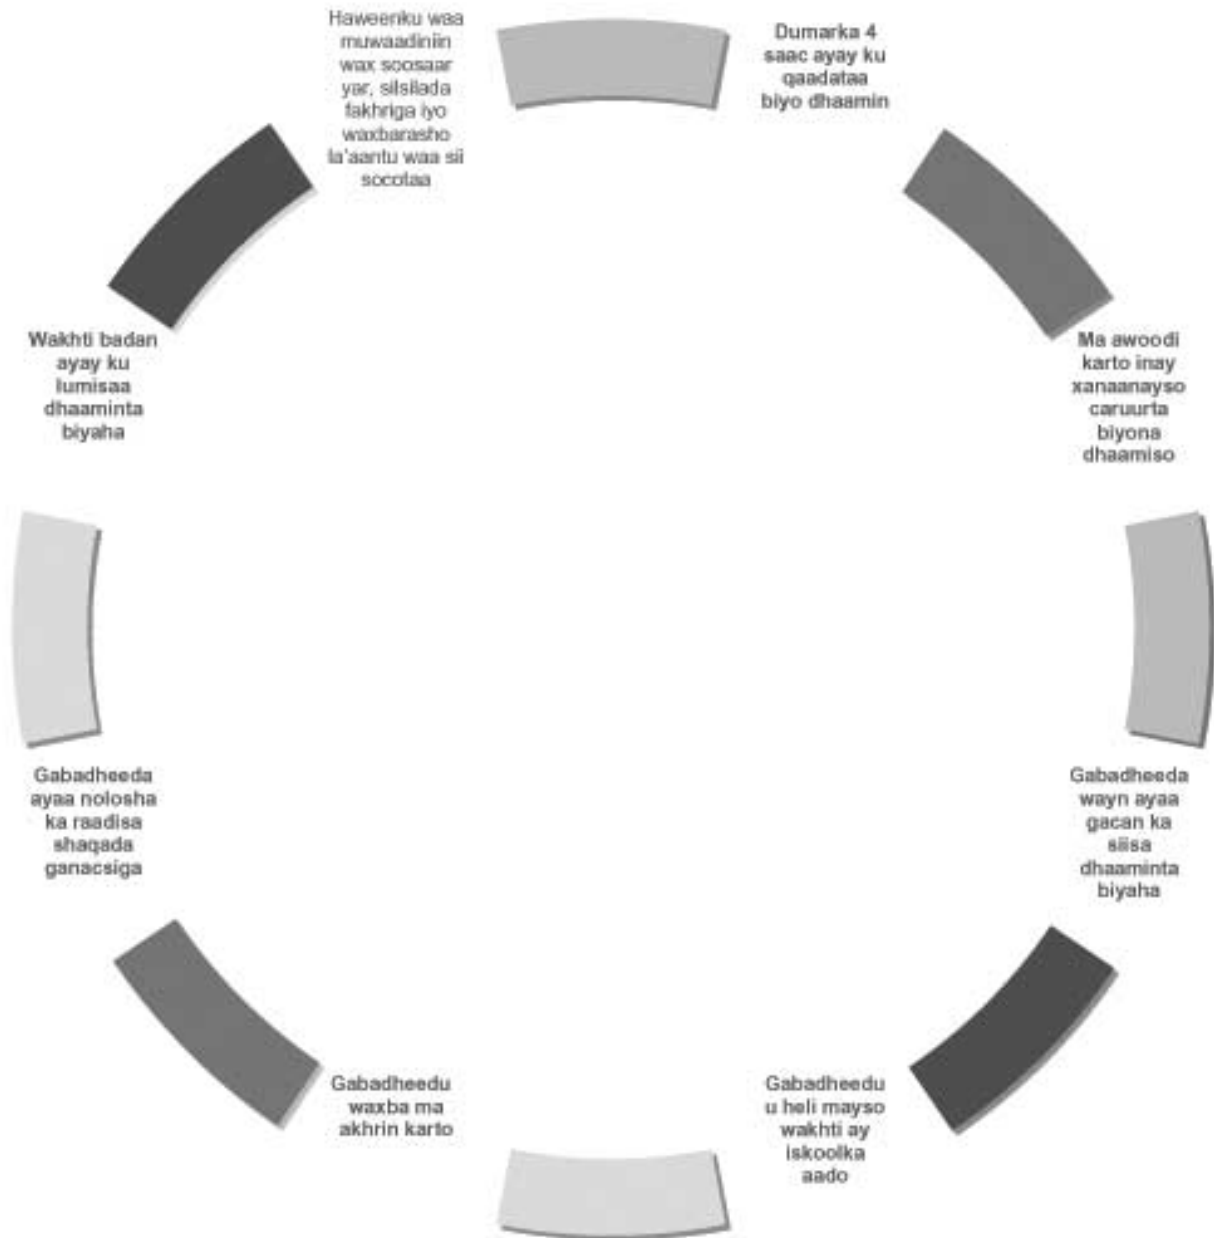 Haweenku waa
muwaadiniin
wax soosaar
yar, silsilada
fakhriga iyo
waxbarasho
la'aantu waa sii
socotaa
Dumarka 4
saac ayay ku
qaadataa
biyo dhaamin
Ma awoodi
karto inay
xanaanayso
caruurta
biyona
dhaamiso
Gabadheeda
wayn ayaa
gacan ka
siisa
dhaaminta
biyaha
Gabadheedu
u heli mayso
wakhti ay
iskoolka
aado
Gabadheedu
waxba ma
akhrin karto
Gabadheeda
ayaa nolosha
ka raadisa
shaqada
ganacsiga
Wakhti badan
ayay ku
lumisaa
dhaaminta
biyaha